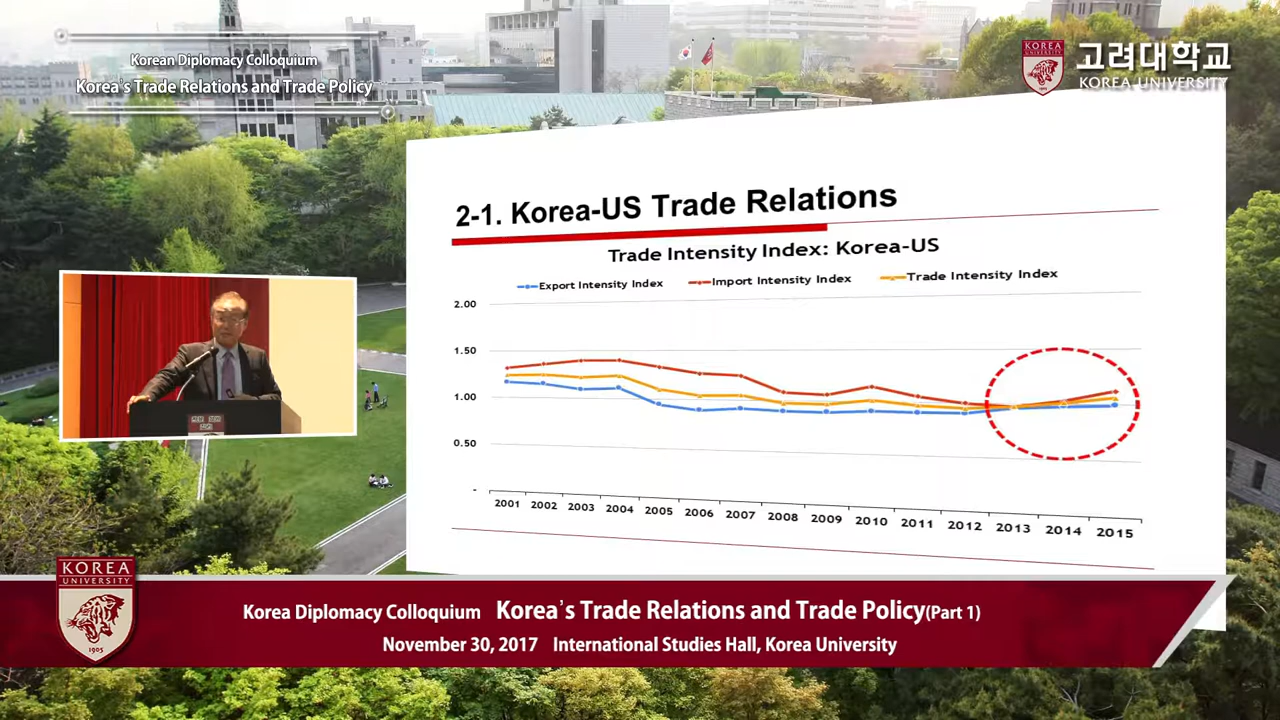 Korean Diplomacy Colloquium
Korea's Trade Relations and Trade Policy
KOREA
UNIVERSITY
1905
고려대학교
KOREA UNIVERSITY
2-1. Korea-US Trade Relations
Trade Intensity Index: Korea-US
Export Intensity Index Import Intensity Index Trade Intensity Index
2.00
1.50
1.00
0.50
-
2001 2002 2003 2004 2005 2006 2007 2008 2009 2010 2011 2012 2013 2014 2015
KOREA
UNIVERSITY
1905
Korea Diplomacy Colloquium Korea's Trade Relations and Trade Policy(Part 1)
November 30, 2017 International Studies Hall, Korea University